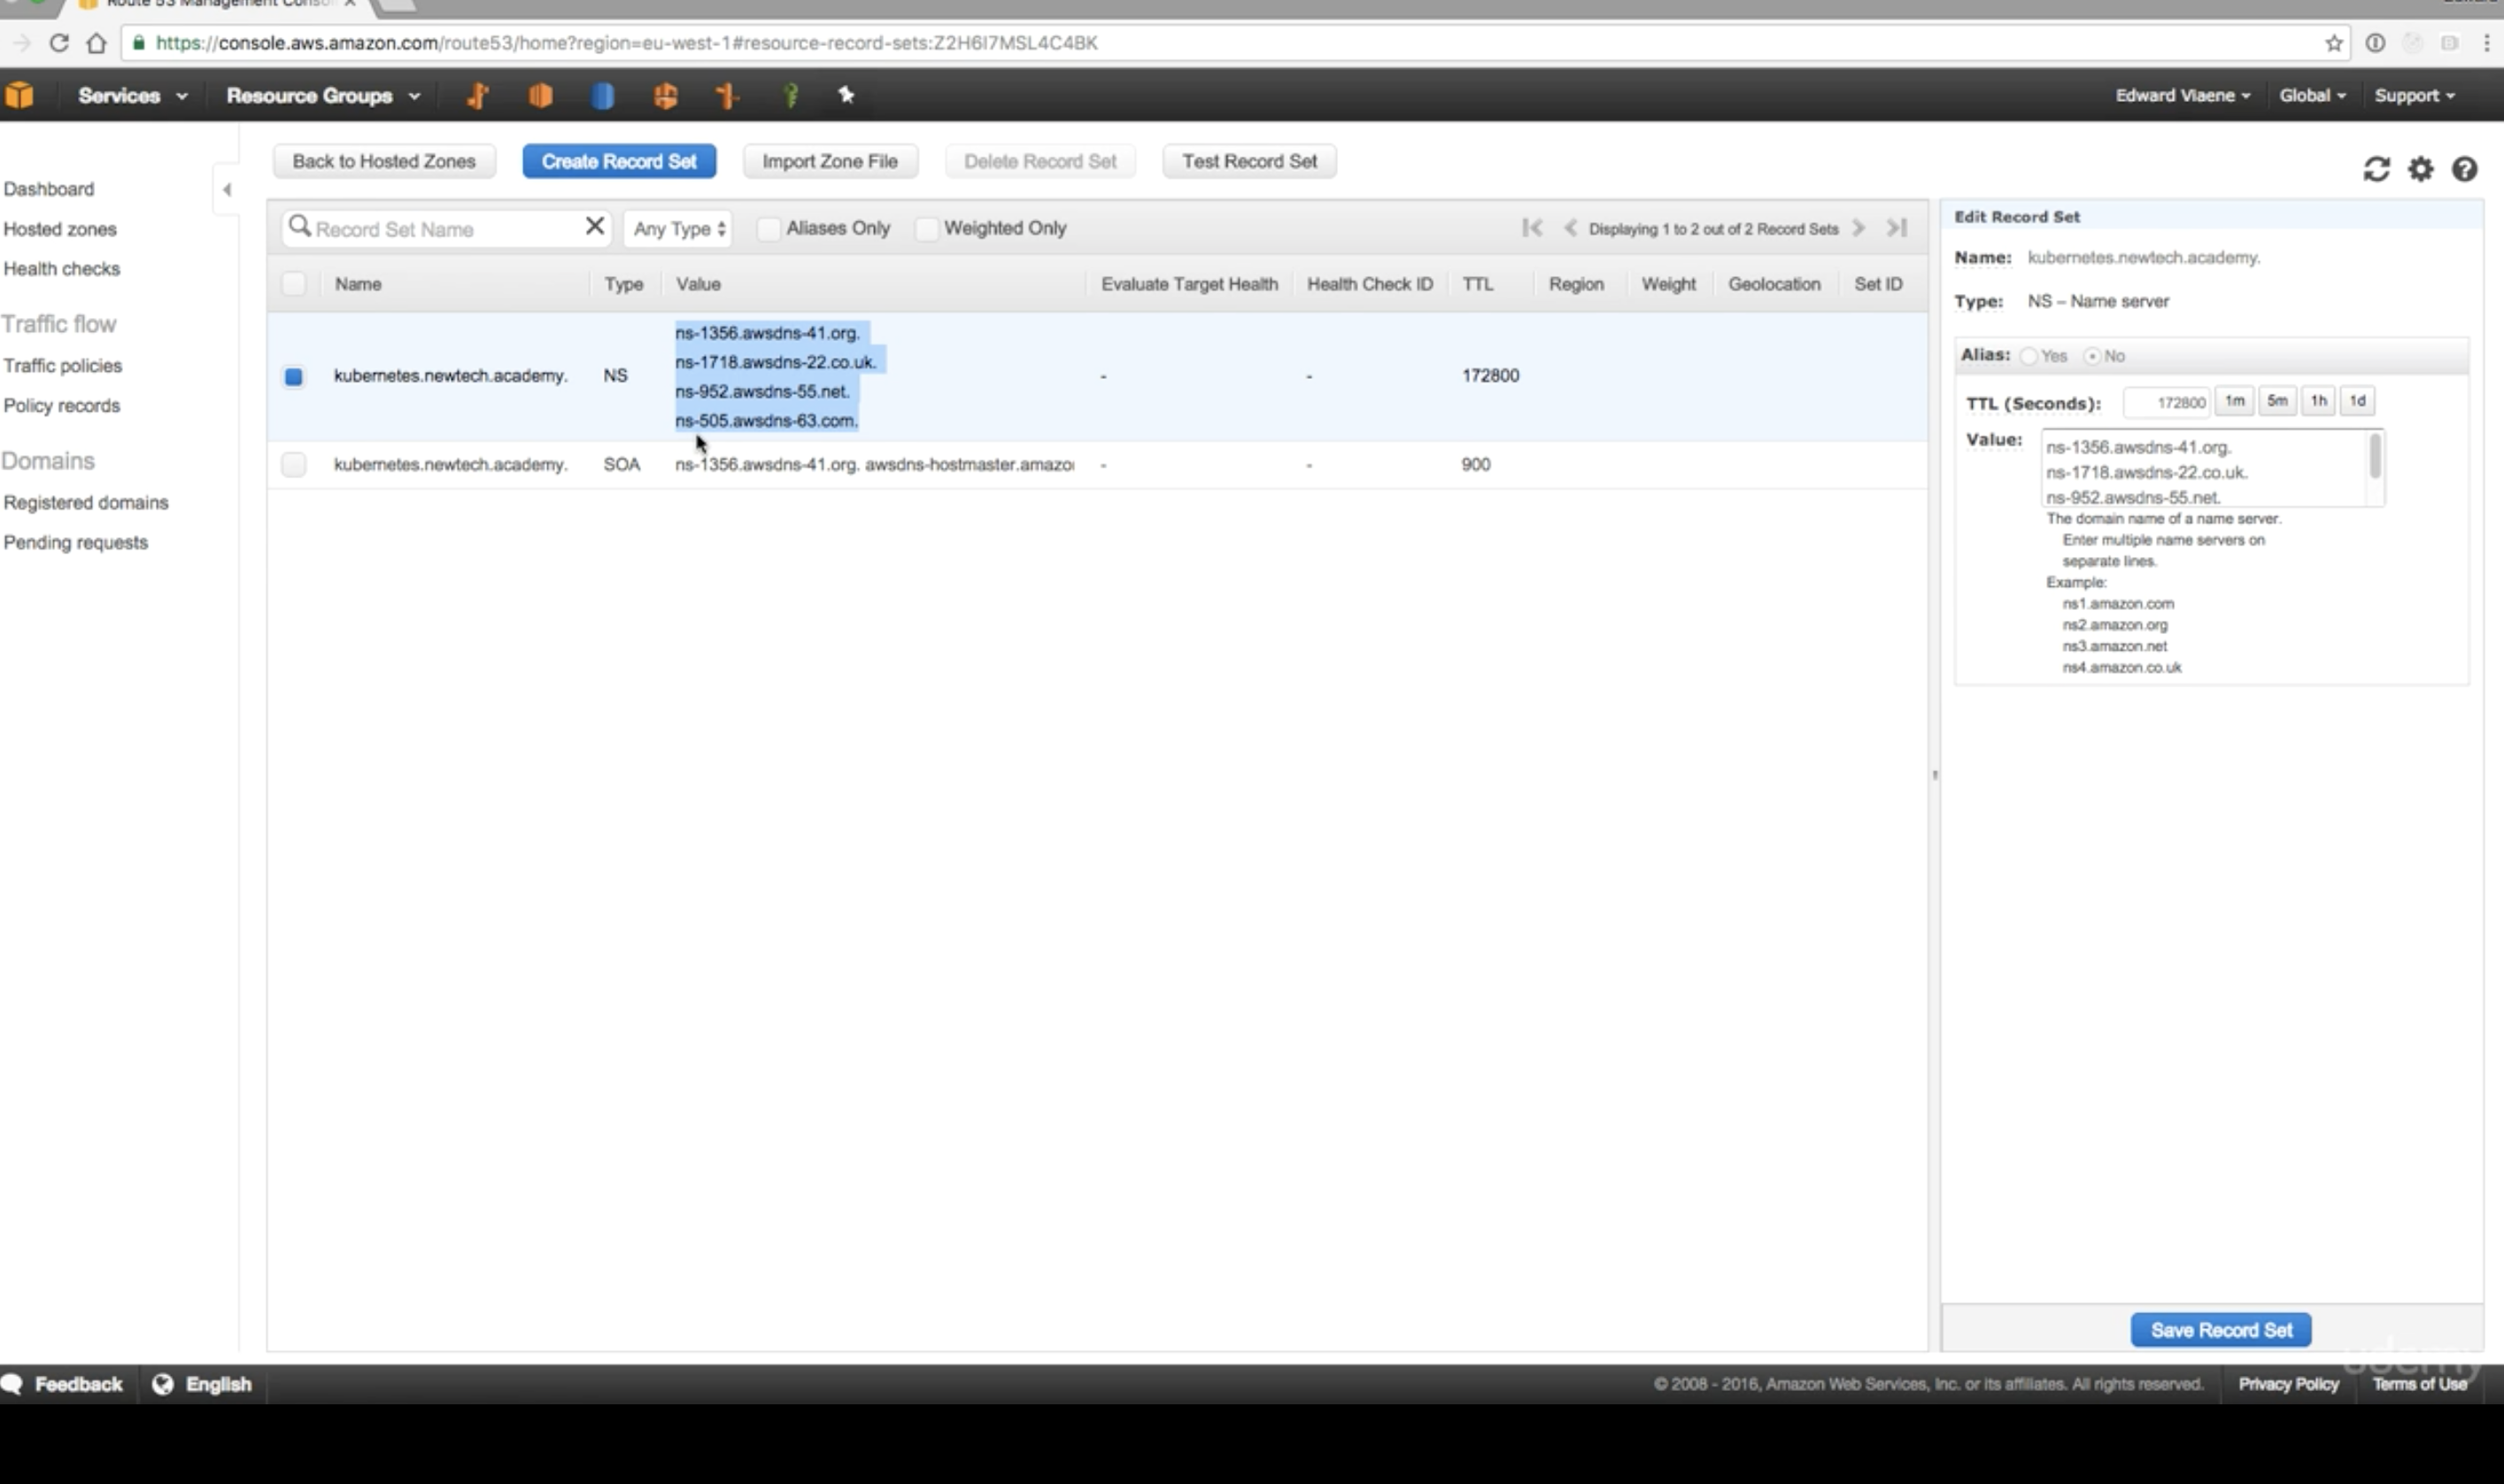 Route 53 Management Conso
https://console.aws.amazon.com/route53/home?region=eu-west-1#resource-record-sets:Z2H6I7MSL4C4BK
Services Resource Groups Edward Viaene Global Support
Back to Hosted Zones Create Record Set Import Zone File Delete Record Set Test Record Set
Dashboard
Hosted zones
Health checks
Traffic flow
Traffic policies
Policy records
Domains
Registered domains
Pending requests
Record Set Name Any Type Aliases Only Weighted Only Displaying 1 to 2 out of 2 Record Sets
Name Type Value Evaluate Target Health Health Check ID TTL Region Weight Geolocation Set ID
kubernetes.newtech.academy. NS
ns-1356.awsdns-41.org.
ns-1718.awsdns-22.co.uk.
ns-952.awsdns-55.net.
ns-505.awsdns-63.com.
- - 172800
kubernetes.newtech.academy. SOA ns-1356.awsdns-41.org. awsdns-hostmaster.amazo - - 900
Edit Record Set
Name: kubernetes.newtech.academy.
Type: NS – Name server
Alias: Yes No
TTL (Seconds): 172800 1m 5m 1h 1d
Value: ns-1356.awsdns-41.org.
ns-1718.awsdns-22.co.uk.
ns-952.awsdns-55.net.
The domain name of a name server.
Enter multiple name servers on
separate lines.
Example:
ns1.amazon.com
ns2.amazon.org
ns3.amazon.net
ns4.amazon.co.uk
Save Record Set
udemy
Feedback English © 2008 - 2016, Amazon Web Services, Inc. or its affiliates. All rights reserved. Privacy Policy Terms of Use